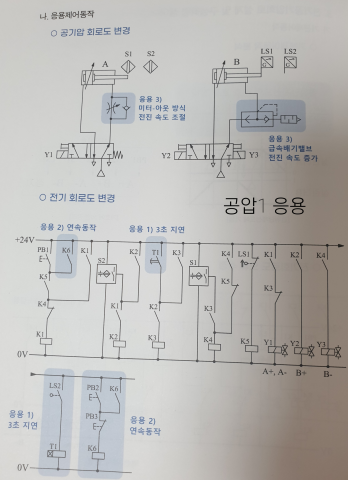 나. 응용제어동작
○ 공기압 회로도 변경
S1 S2
LS1 LS2
A
B
응용 3)
미터-아웃 방식
전진 속도 조절
응용 3)
급속배기밸브
전진 속도 증가
Y1
Y2
Y3
○ 전기 회로도 변경
공압1 응용
응용 2) 연속동작
응용 1) 3초 지연
+24V
PB1 K6 K1 S2 K2 T1 K3 S1 K4 LS1 K1 K2 K4
K5 K5
K4 K1 K2 K3 K3
K1 K2 K3 K4 K5 Y1 Y2 Y3
0V
A+, A- B+ B-
LS2 PB2 K6
응용 1)
3초 지연
PB3
응용 2)
연속동작
T1 K6
0V